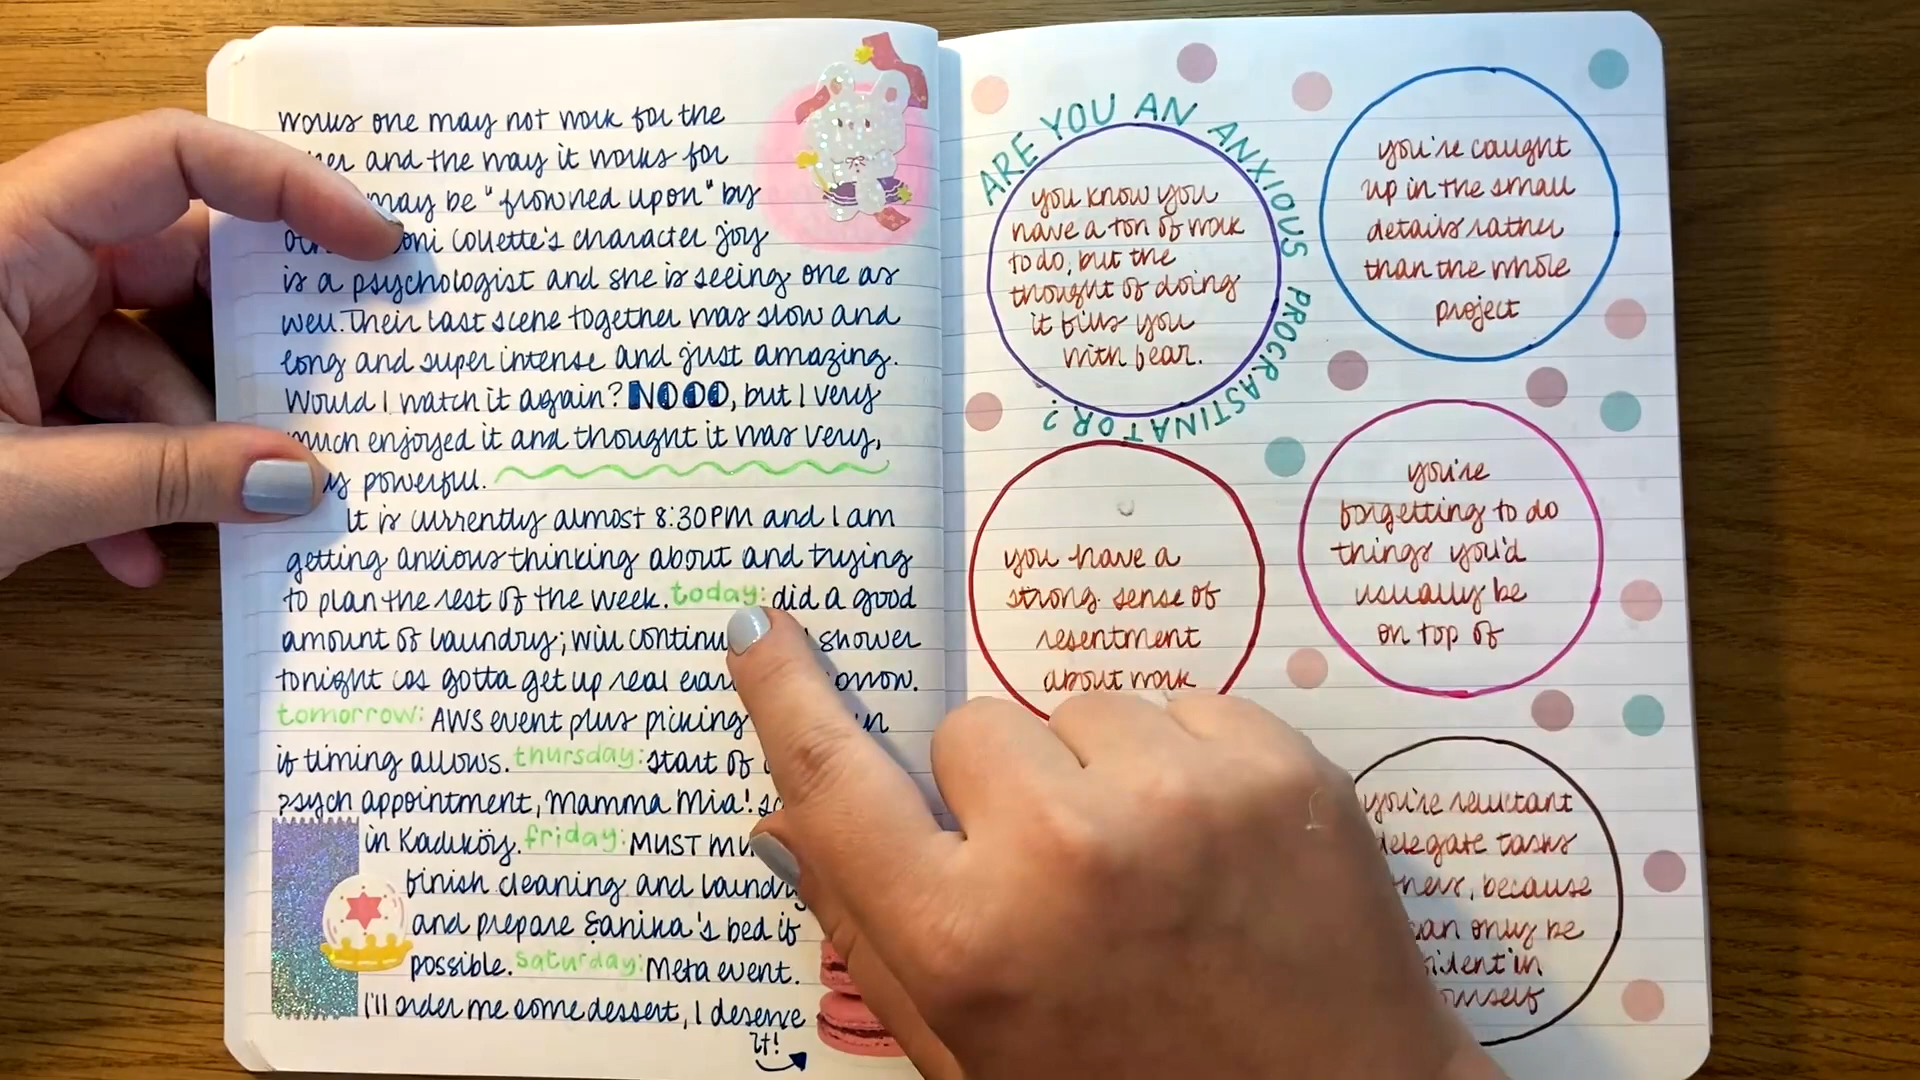 works one may not work for the
and the way it works for
may be "frowned upon" by
Toni Collette's character joy
is a psychologist and she is seeing one as
well. Their last scene together was slow and
long and super intense and just amazing.
Would I watch it again? NOOO, but I very
much enjoyed it and thought it was very,
powerful.
It is currently almost 8:30PM and I am
getting anxious thinking about and trying
to plan the rest of the week. today: did a good
amount of laundry; will continue shower
tonight cos gotta get up real
tomorrow: AWS event plus picking
if timing allows. thursday: start of
psych appointment, Mamma Mia!
in Kadıköy. friday: MUST
finish cleaning and laundry
and prepare bed if
possible. saturday: Meta event.
I'll order me some dessert, I deserve
it!
ARE YOU AN ANXIOUS PROCRASTINATOR?
you know you
have a ton of work
to do, but the
thought of doing
it fills you
with fear.
you're caught
up in the small
details rather
than the whole
project
you have a
strong sense of
resentment
about work
you're
forgetting to do
things you'd
usually be
on top of
you're reluctant
delegate tasks
because
can only be
in